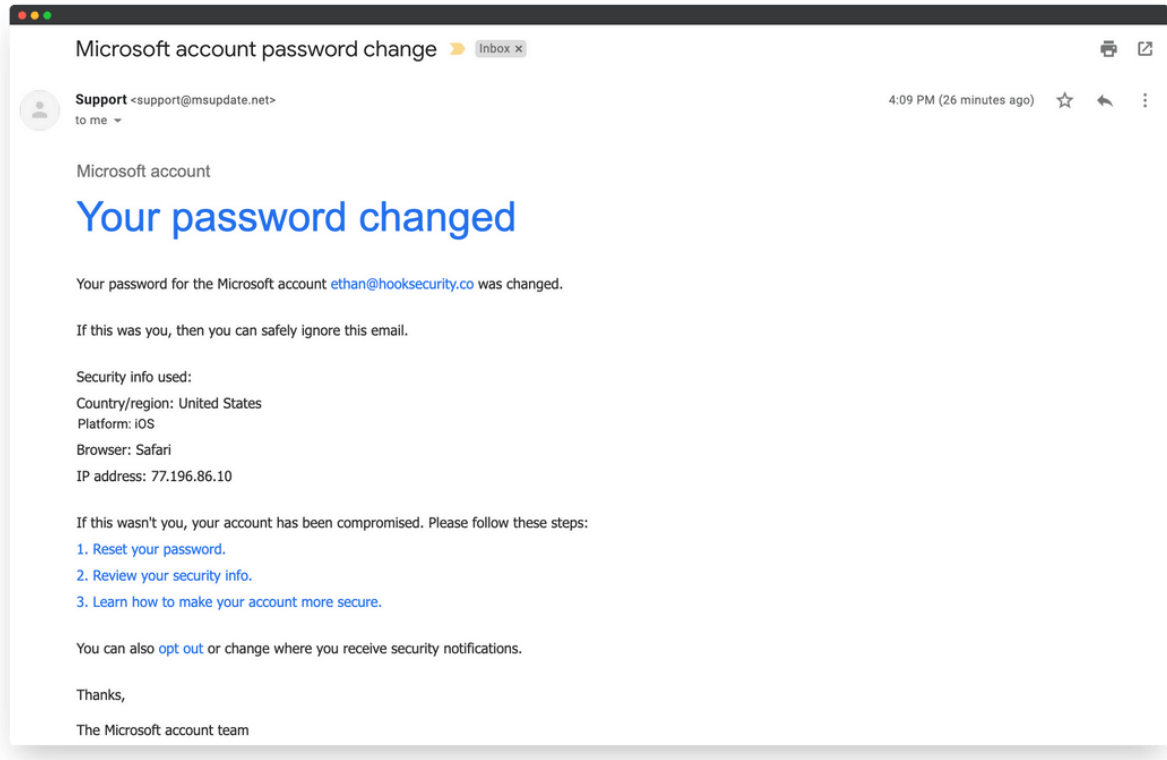 Microsoft account password change Inbox ×
Support <support@msupdate.net> 4:09 PM (26 minutes ago)
to me
Microsoft account
Your password changed
Your password for the Microsoft account ethan@hooksecurity.co was changed.
If this was you, then you can safely ignore this email.
Security info used:
Country/region: United States
Platform: iOS
Browser: Safari
IP address: 77.196.86.10
If this wasn't you, your account has been compromised. Please follow these steps:
1. Reset your password.
2. Review your security info.
3. Learn how to make your account more secure.
You can also opt out or change where you receive security notifications.
Thanks,
The Microsoft account team